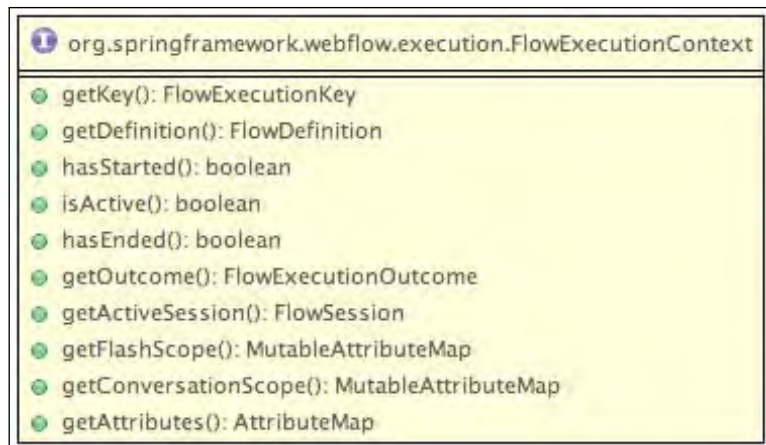 I org.springframework.webflow.execution.FlowExecutionContext
getKey(): FlowExecutionKey
getDefinition(): FlowDefinition
hasStarted(): boolean
isActive(): boolean
hasEnded(): boolean
getOutcome(): FlowExecutionOutcome
getActiveSession(): FlowSession
getFlashScope(): MutableAttributeMap
getConversationScope(): MutableAttributeMap
getAttributes(): AttributeMap